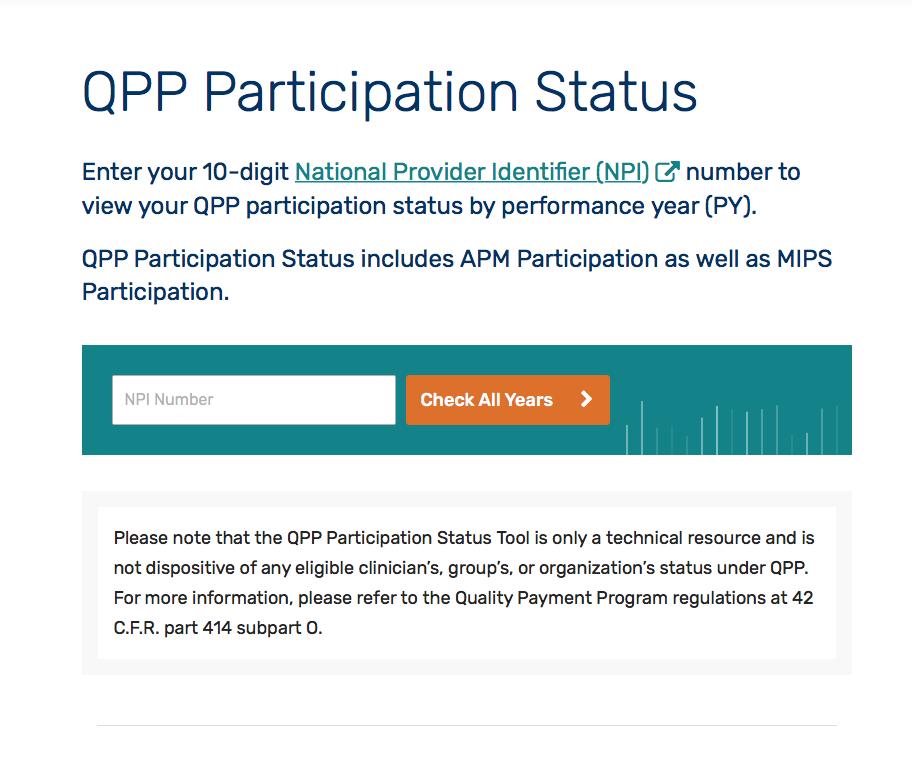 QPP Participation Status
Enter your 10-digit National Provider Identifier (NPI) number to
view your QPP participation status by performance year (PY).
QPP Participation Status includes APM Participation as well as MIPS
Participation.
NPI Number
Check All Years
Please note that the QPP Participation Status Tool is only a technical resource and is
not dispositive of any eligible clinician’s, group’s, or organization’s status under QPP.
For more information, please refer to the Quality Payment Program regulations at 42
C.F.R. part 414 subpart O.